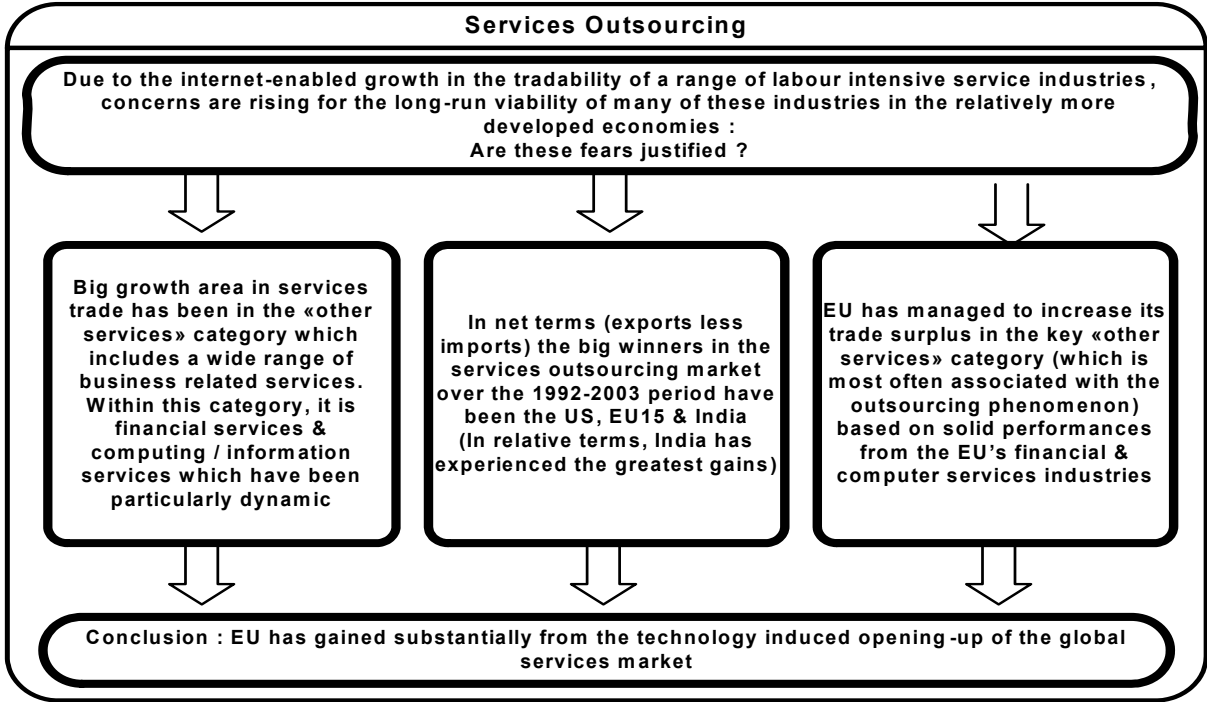 Services Outsourcing
Due to the internet-enabled growth in the tradability of a range of labour intensive service industries,
concerns are rising for the long-run viability of many of these industries in the relatively more
developed economies :
Are these fears justified ?
Big growth area in services
trade has been in the «other
services» category which
includes a wide range of
business related services.
Within this category, it is
financial services &
computing / information
services which have been
particularly dynamic
In net terms (exports less
imports) the big winners in the
services outsourcing market
over the 1992-2003 period have
been the US, EU15 & India
(In relative terms, India has
experienced the greatest gains)
EU has managed to increase its
trade surplus in the key «other
services» category (which is
most often associated with the
outsourcing phenomenon)
based on solid performances
from the EU's financial &
computer services industries
Conclusion : EU has gained substantially from the technology induced opening-up of the global
services market